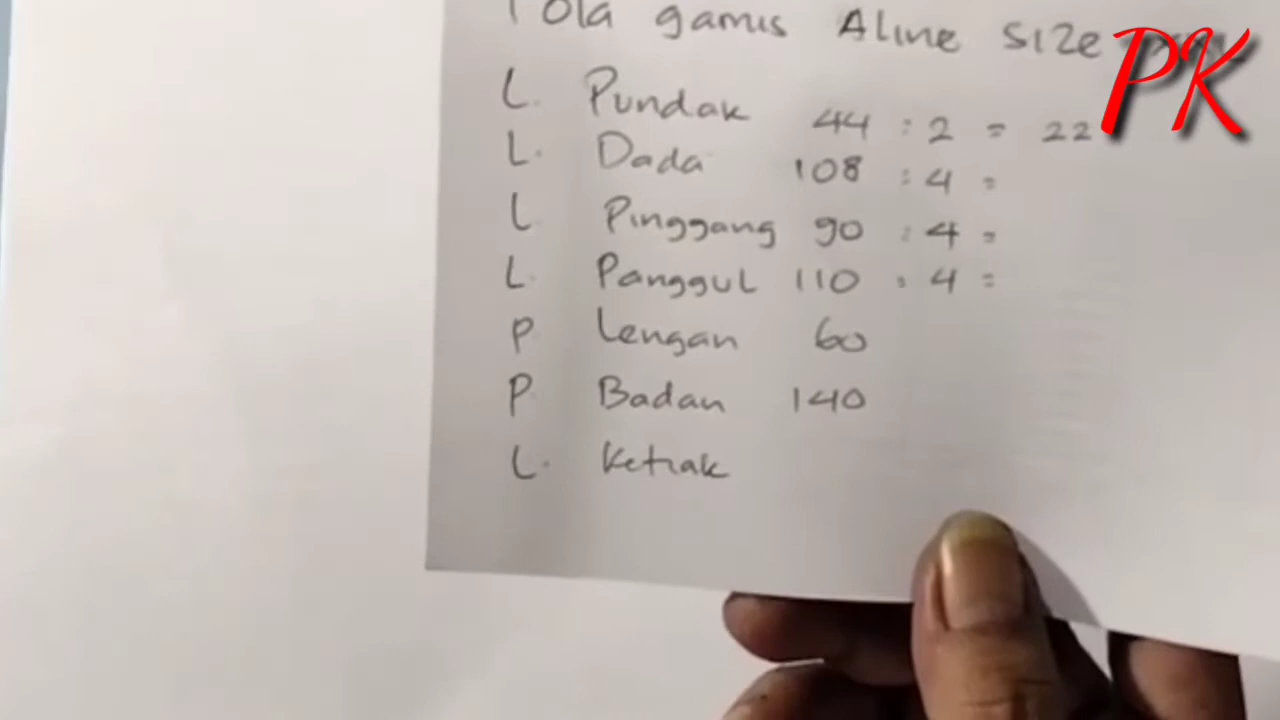 Pola gamis Aline size
PK
L. Pundak 44 : 2 = 22
L. Dada 108 : 4 =
L Pinggang 90 : 4 =
L. Panggul 110 : 4 =
P Lengan 60
P Badan 140
L. Ketiak